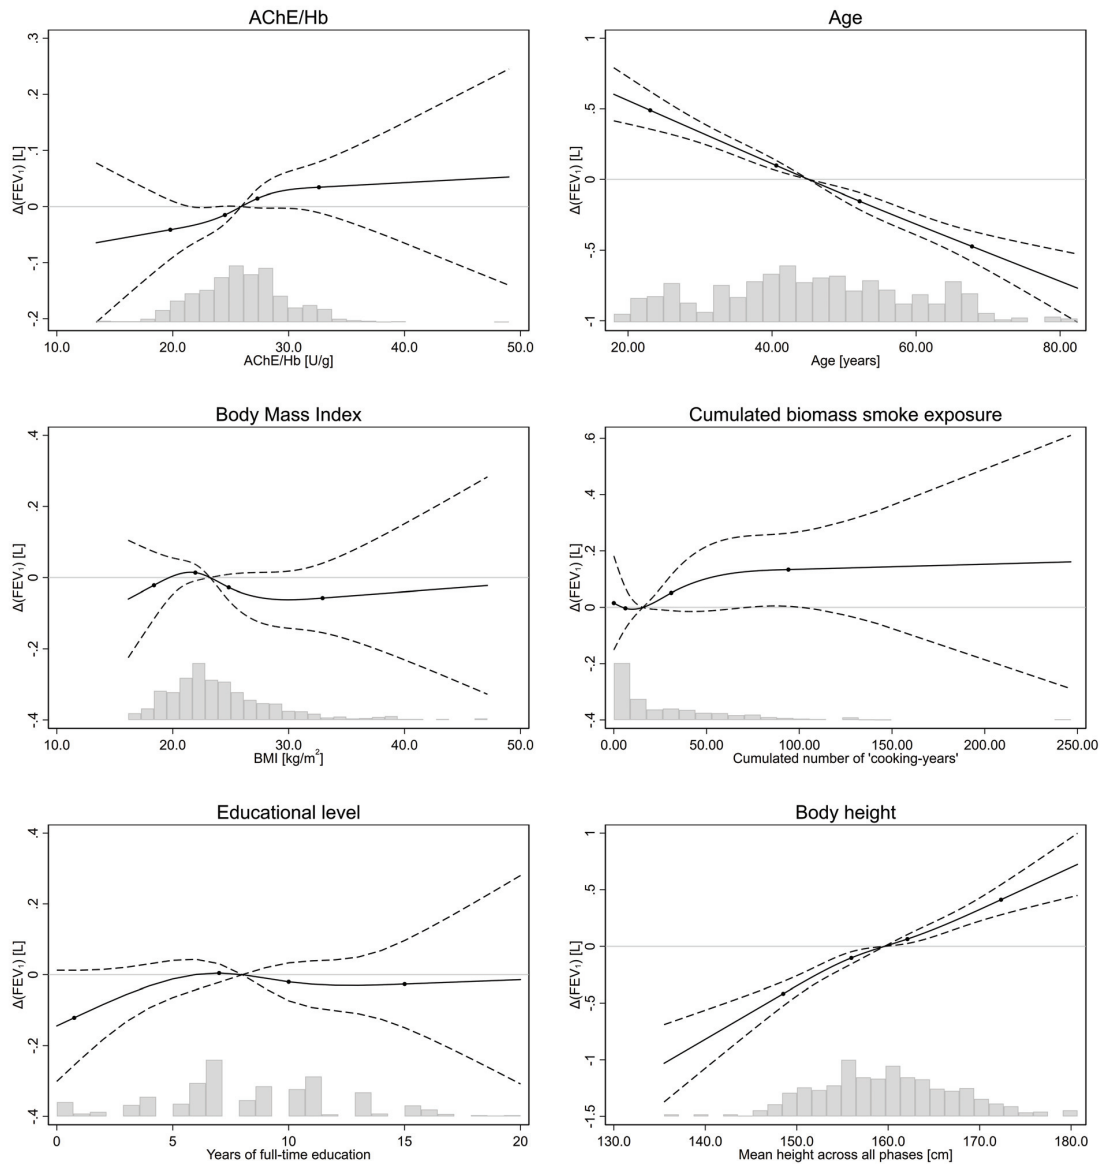 AChE/Hb
Δ(FEV₁) [L]
.3
.2
.1
0
-.1
-.2
10.0 20.0 30.0 40.0 50.0
AChE/Hb [U/g]
Age
Δ(FEV₁) [L]
1
.5
0
-.5
-1
20.00 40.00 60.00 80.00
Age [years]
Body Mass Index
Δ(FEV₁) [L]
.4
.2
0
-.2
-.4
10.0 20.0 30.0 40.0 50.0
BMI [kg/m²]
Cumulated biomass smoke exposure
Δ(FEV₁) [L]
.6
.4
.2
0
-.2
-.4
0.00 50.00 100.00 150.00 200.00 250.00
Cumulated number of 'cooking-years'
Educational level
Δ(FEV₁) [L]
.4
.2
0
-.2
-.4
0 5 10 15 20
Years of full-time education
Body height
Δ(FEV₁) [L]
1
.5
0
-.5
-1
-1.5
130.0 140.0 150.0 160.0 170.0 180.0
Mean height across all phases [cm]